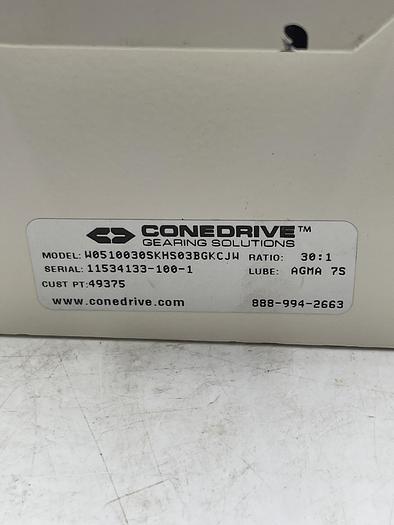 CONEDRIVE™
GEARING SOLUTIONS
MODEL: W0510030SKHS03BGKCJW RATIO: 30:1
SERIAL: 11534133-100-1 LUBE: AGMA 7S
CUST PT:49375
www.conedrive.com 888-994-2663